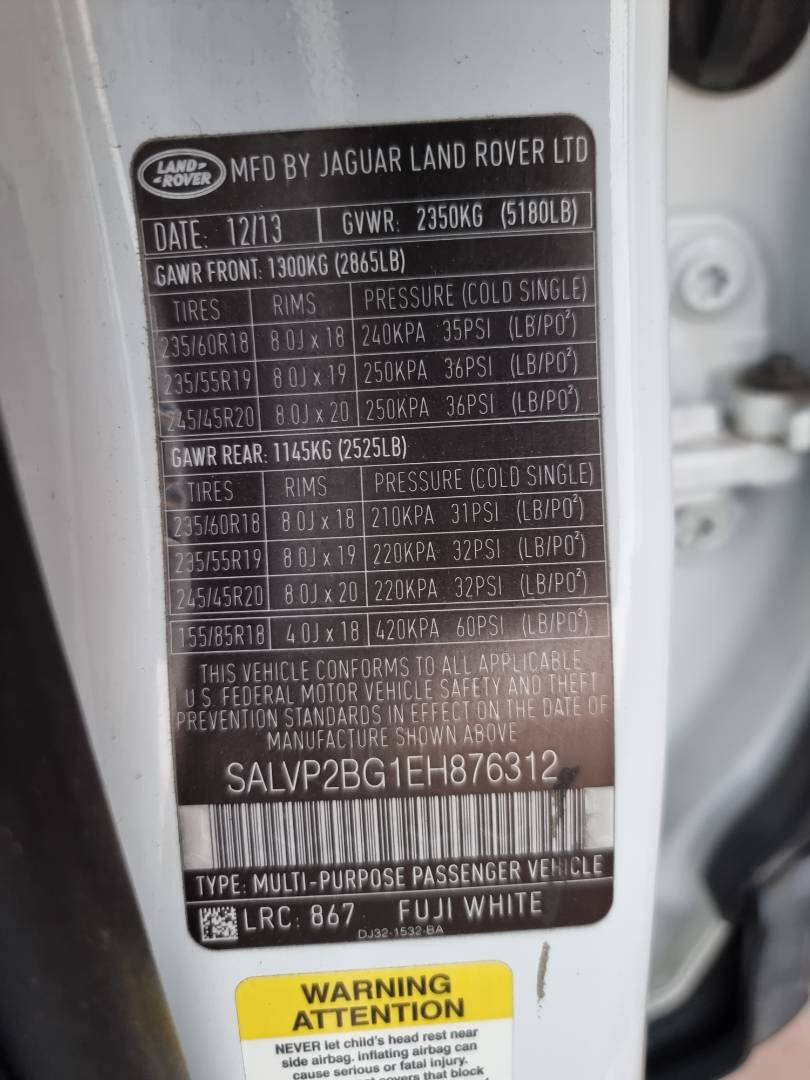 LAND-
-ROVER
MFD BY JAGUAR LAND ROVER LTD
DATE: 12/13 GVWR: 2350KG (5180LB)
GAWR FRONT: 1300KG (2865LB)
TIRES RIMS PRESSURE (COLD SINGLE)
235/60R18 8.0J x 18 240KPA 35PSI (LB/PO²)
235/55R19 8.0J x 19 250KPA 36PSI (LB/PO²)
245/45R20 8.0J x 20 250KPA 36PSI (LB/PO²)
GAWR REAR: 1145KG (2525LB)
TIRES RIMS PRESSURE (COLD SINGLE)
235/60R18 8.0J x 18 210KPA 31PSI (LB/PO²)
235/55R19 8.0J x 19 220KPA 32PSI (LB/PO²)
245/45R20 8.0J x 20 220KPA 32PSI (LB/PO²)
155/85R18 4.0J x 18 420KPA 60PSI (LB/PO²)
THIS VEHICLE CONFORMS TO ALL APPLICABLE
U.S. FEDERAL MOTOR VEHICLE SAFETY AND THEFT
PREVENTION STANDARDS IN EFFECT ON THE DATE OF
MANUFACTURE SHOWN ABOVE
SALVP2BG1EH876312
TYPE: MULTI-PURPOSE PASSENGER VEHICLE
LRC: 867 FUJI WHITE
DJ32-1532-BA
WARNING
ATTENTION
NEVER let child's head rest near
side airbag. inflating airbag can
cause serious or fatal injury.
covers that block